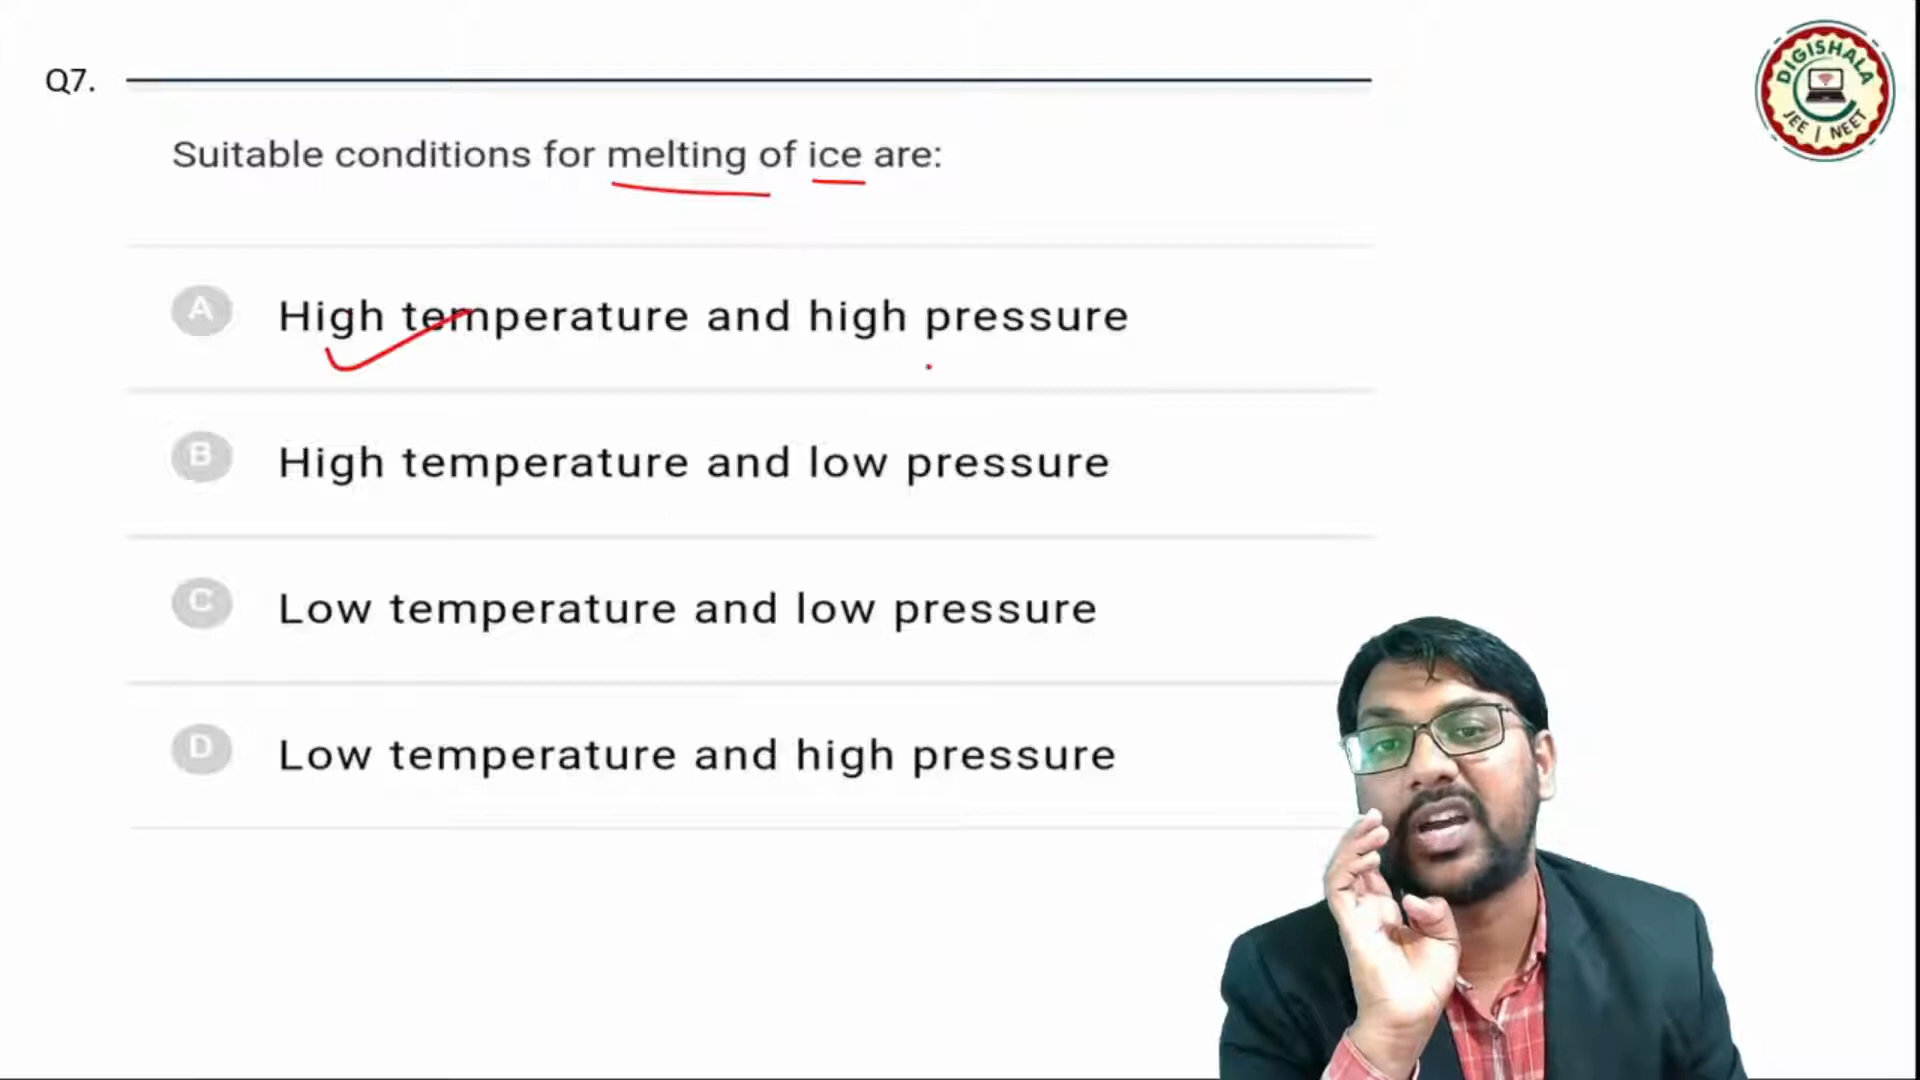 DIGISHALA
JEE | NEET
Q7.
Suitable conditions for melting of ice are:
A High temperature and high pressure
B High temperature and low pressure
C Low temperature and low pressure
D Low temperature and high pressure